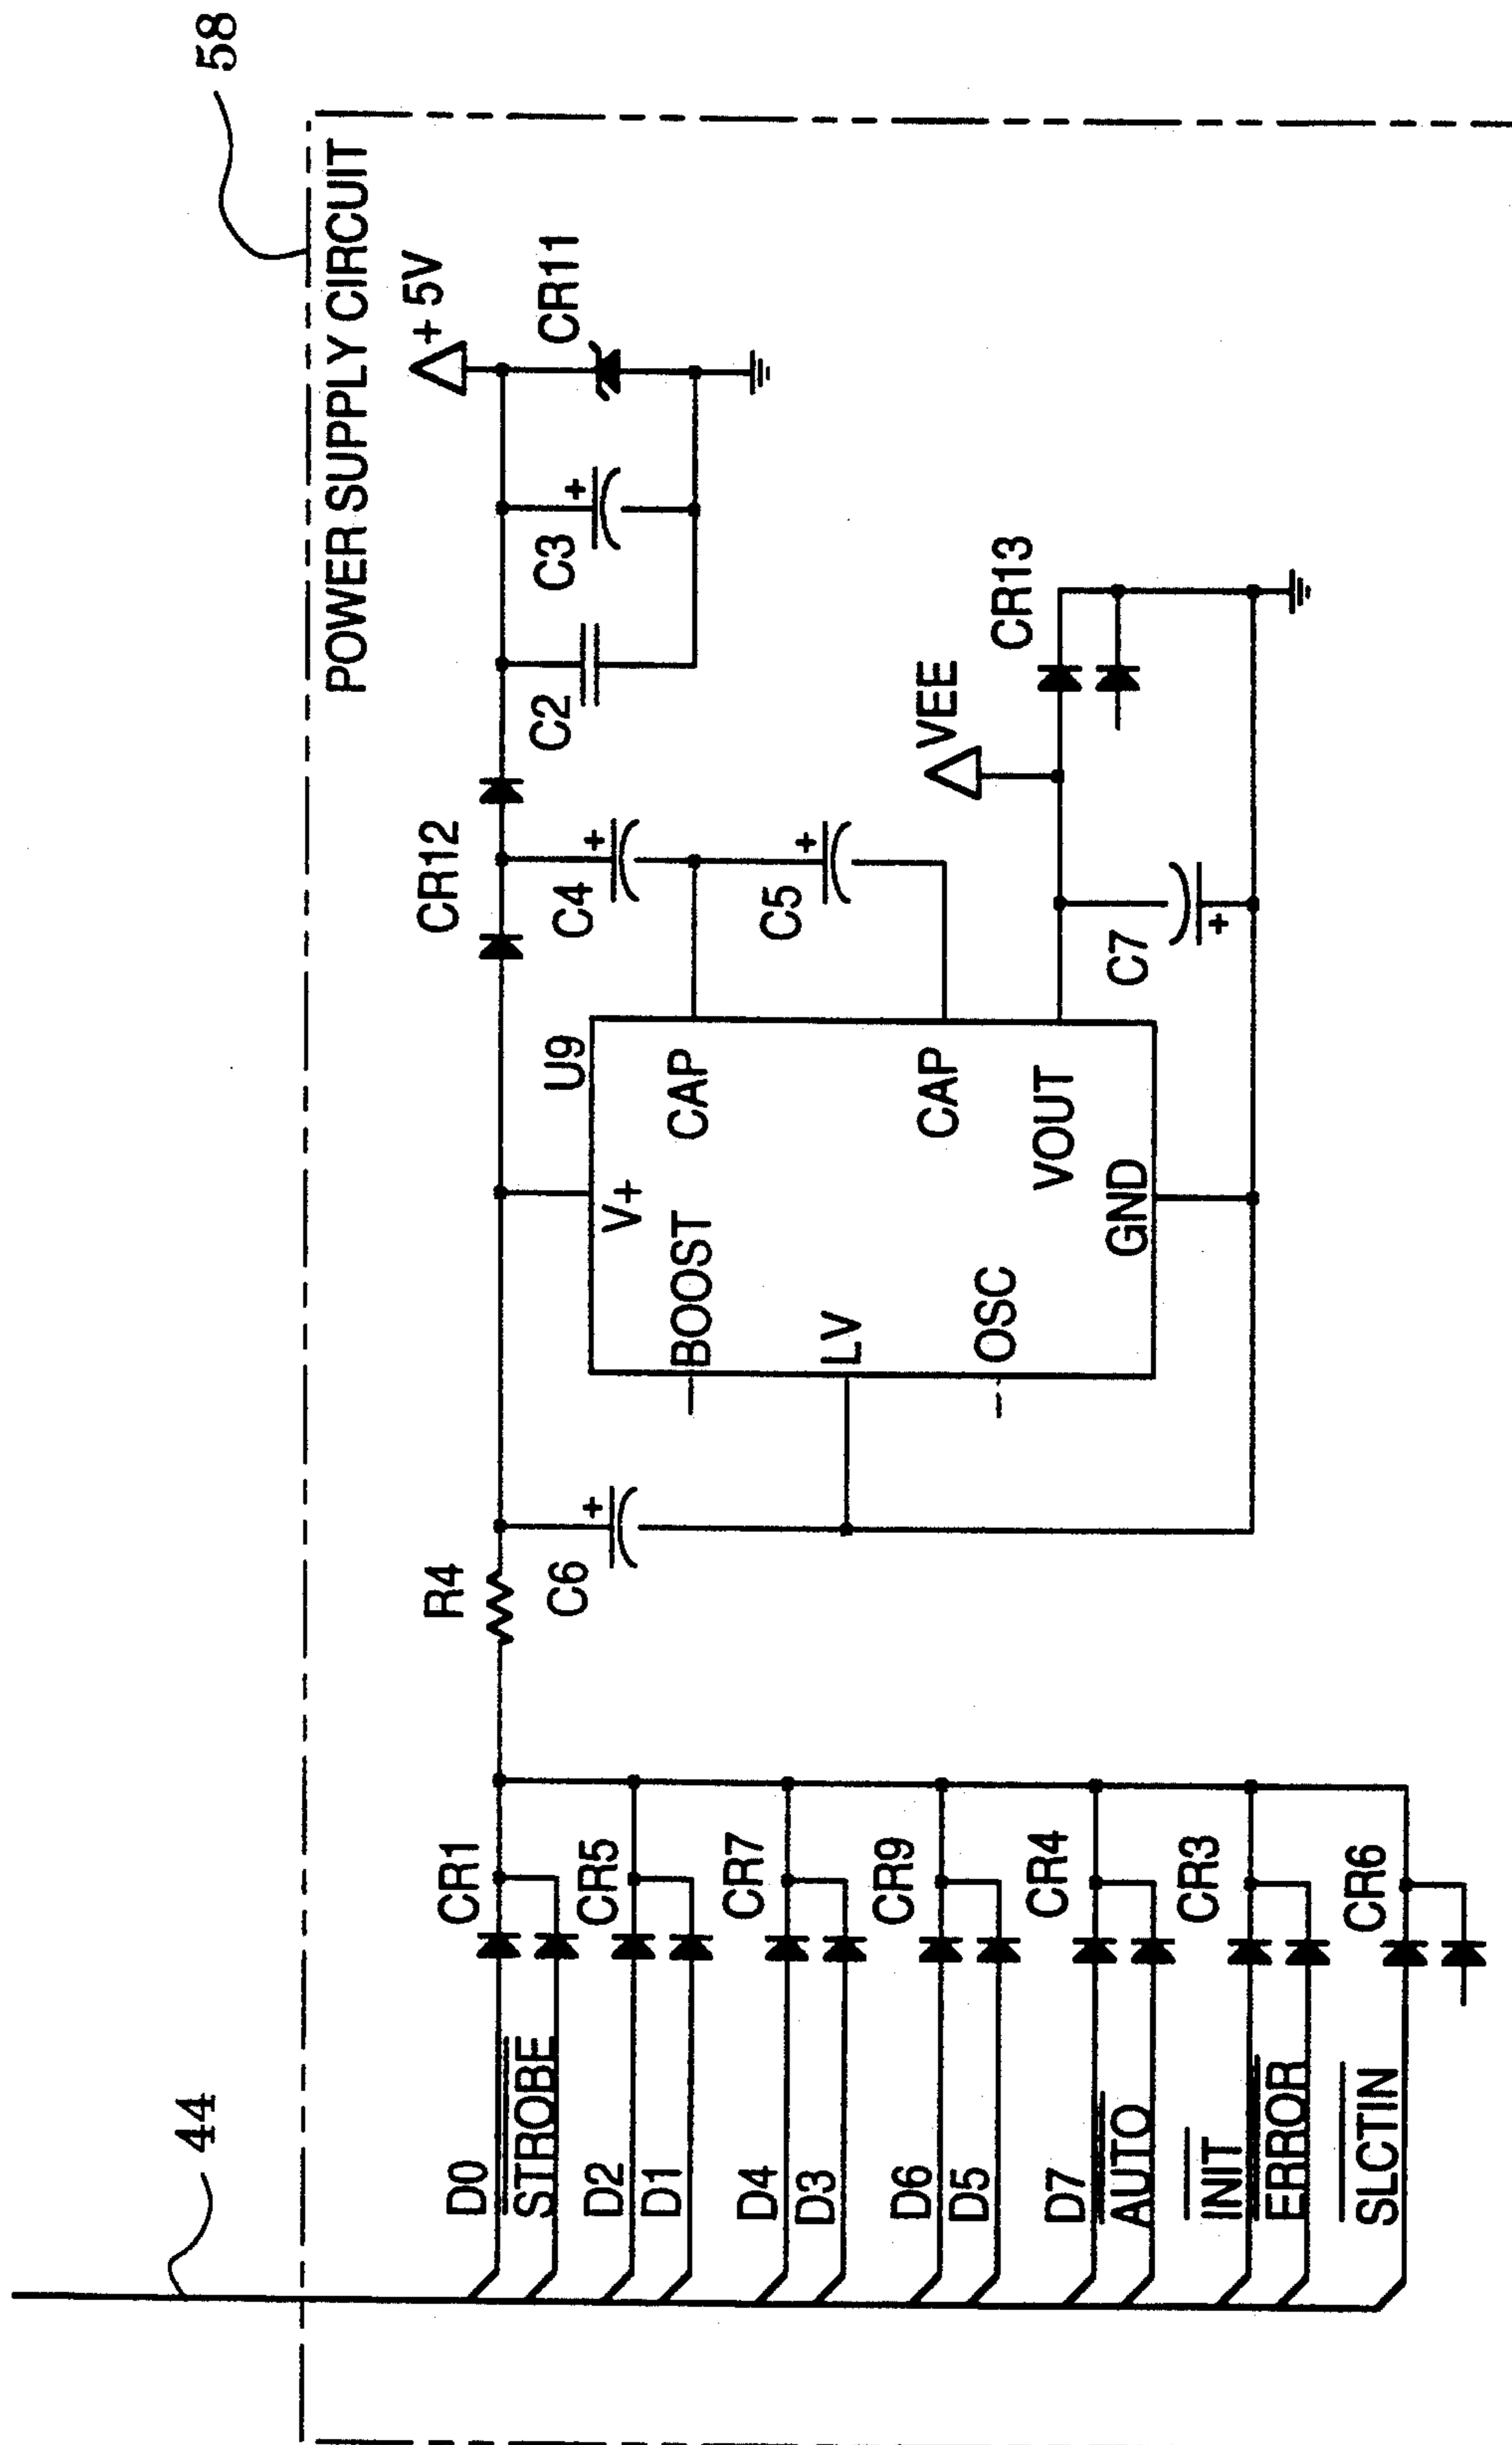 58
POWER SUPPLY CIRCUIT
44
D0
STROBE
D2
D1
D4
D3
D6
D5
D7
AUTO
INIT
ERROR
SLCTIN
CR1
CR5
CR7
CR9
CR4
CR3
CR6
R4
C6
+
U9
V+
BOOST
LV
OSC
CAP
CAP
VOUT
GND
CR12
C4
+
C5
+
C7
+
VEE
CR13
C2
C3
+
+5V
CR11